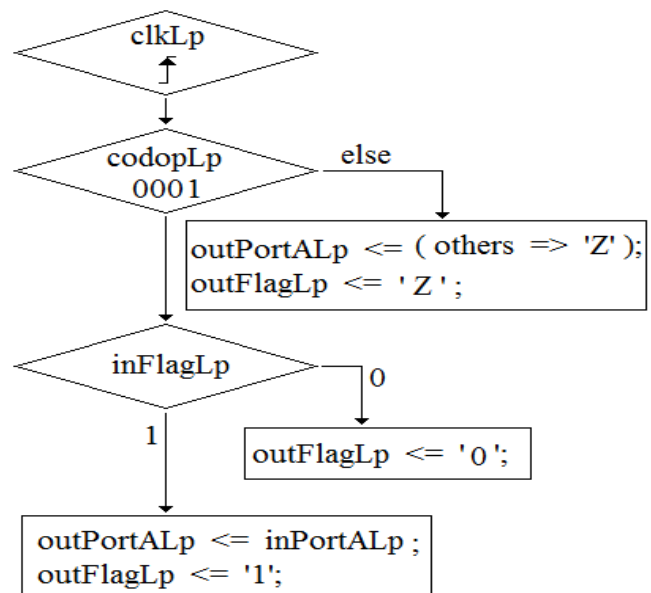 clkLp
codopLp
0001
else
outPortALp <= ( others => 'Z' );
outFlagLp <= ' Z ' ;
inFlagLp
0
1
outFlagLp <= ' 0 ';
outPortALp <= inPortALp ;
outFlagLp <= '1';